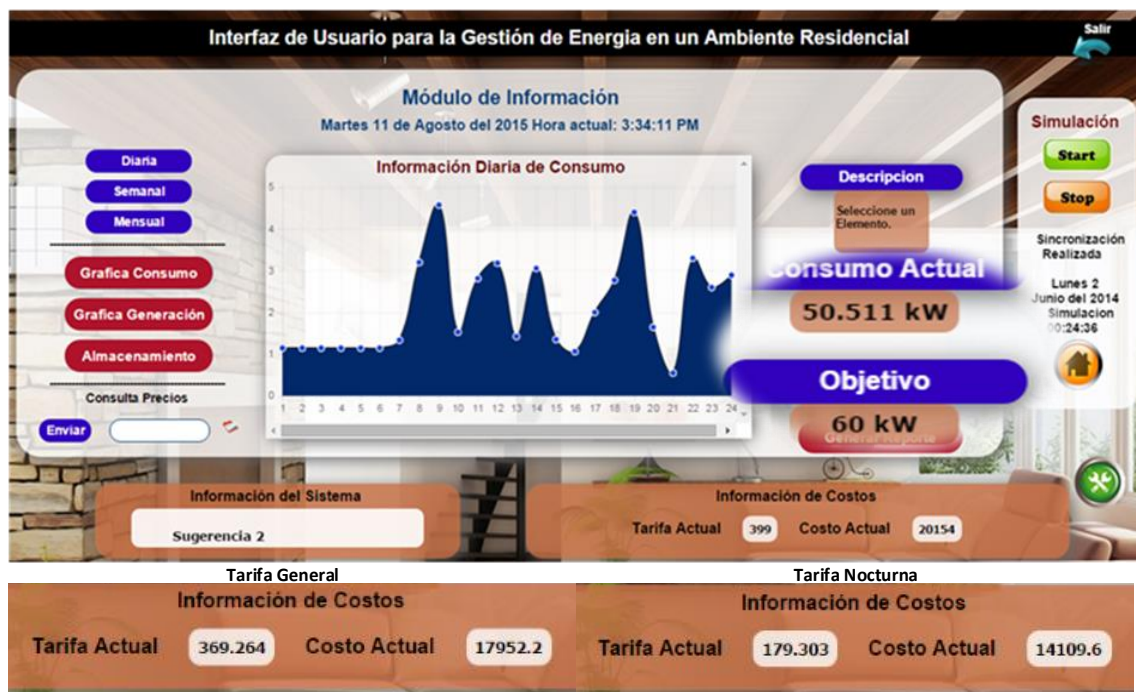 Interfaz de Usuario para la Gestión de Energia en un Ambiente Residencial
Salir
Módulo de Información
Martes 11 de Agosto del 2015 Hora actual: 3:34:11 PM
Diaria
Semanal
Mensual
Grafica Consumo
Grafica Generación
Almacenamiento
Consulta Precios
Enviar
Información Diaria de Consumo
5
4
3
2
1
0
1 2 3 4 5 6 7 8 9 10 11 12 13 14 15 16 17 18 19 20 21 22 23 24
Descripcion
Seleccione un
Elemento.
Consumo Actual
50.511 kW
Objetivo
60 kW
Generar Reporte
Simulación
Start
Stop
Sincronización
Realizada
Lunes 2
Junio del 2014
Simulacion
00:24:36
Información del Sistema
Sugerencia 2
Información de Costos
Tarifa Actual 399 Costo Actual 20154
Tarifa General
Información de Costos
Tarifa Actual 369.264 Costo Actual 17952.2
Tarifa Nocturna
Información de Costos
Tarifa Actual 179.303 Costo Actual 14109.6